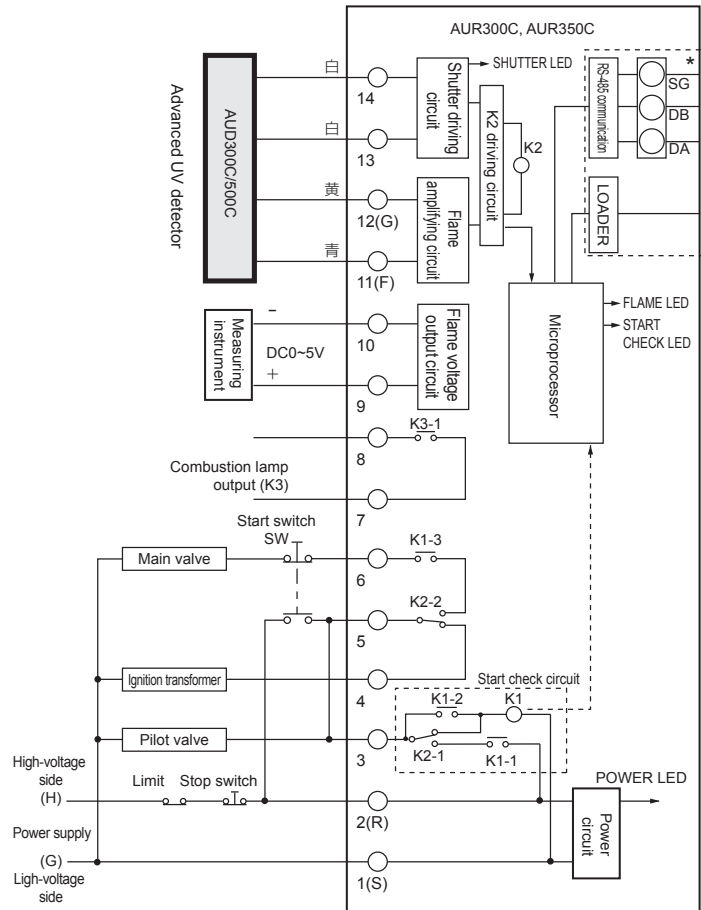 AUR300C, AUR350C
Advanced UV detector
AUD300C/500C
白
14
白
13
黄
12(G)
青
11(F)
Shutter driving
circuit
SHUTTER LED
K2 driving circuit
K2
Flame
amplifying circuit
RS-485 communication
*
SG
DB
DA
LOADER
Measuring
instrument
−
DC0~5V
+
10
9
Flame voltage
output circuit
Microprocessor
FLAME LED
START
CHECK LED
Combustion lamp
output (K3)
8
K3-1
7
Start switch
SW
Main valve
6
K1-3
5
K2-2
Ignition transformer
4
Start check circuit
K1-2
K1
Pilot valve
3
K2-1
K1-1
High-voltage
side
(H)
Limit
Stop switch
2(R)
POWER LED
Power supply
Power
circuit
(G)
Ligh-voltage
side
1(S)